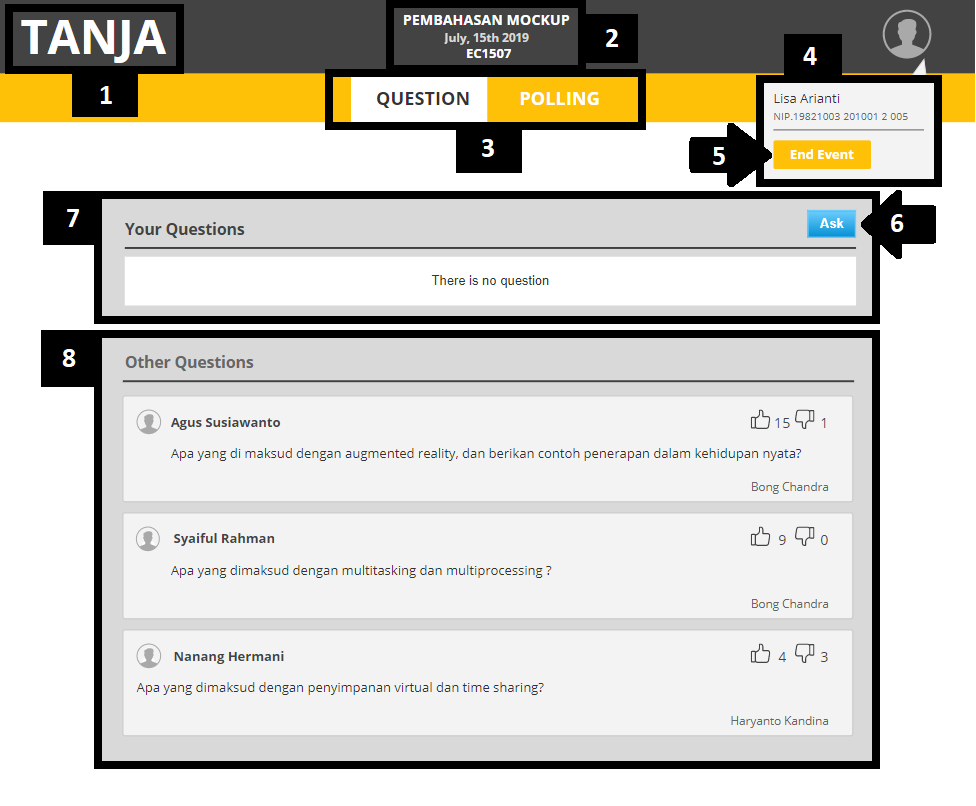 TANJA
1
PEMBAHASAN MOCKUP
July, 15th 2019
EC1507
2
QUESTION
POLLING
3
4
Lisa Arianti
NIP.19821003 201001 2 005
5
End Event
7
Your Questions
Ask
6
There is no question
8
Other Questions
Agus Susiawanto
15
1
Apa yang di maksud dengan augmented reality, dan berikan contoh penerapan dalam kehidupan nyata?
Bong Chandra
Syaiful Rahman
9
0
Apa yang dimaksud dengan multitasking dan multiprocessing ?
Bong Chandra
Nanang Hermani
4
3
Apa yang dimaksud dengan penyimpanan virtual dan time sharing?
Haryanto Kandina